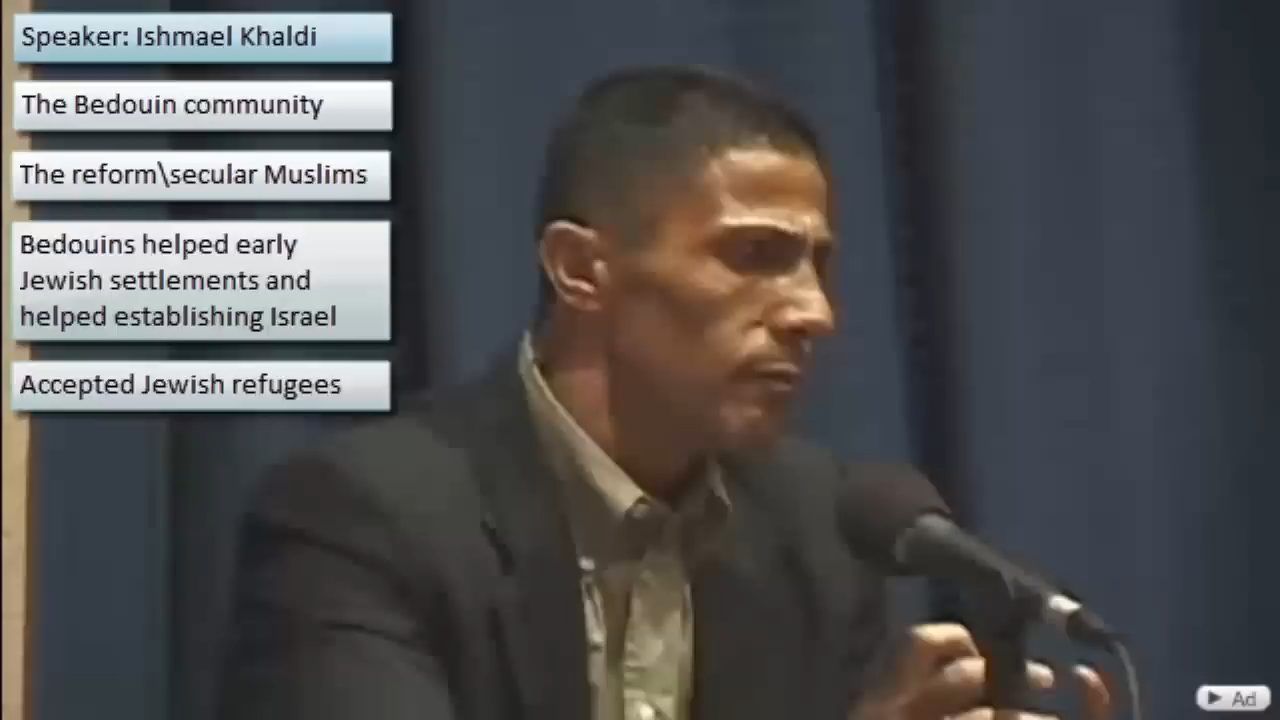 Speaker: Ishmael Khaldi
The Bedouin community
The reform\secular Muslims
Bedouins helped early
Jewish settlements and
helped establishing Israel
Accepted Jewish refugees
Ad